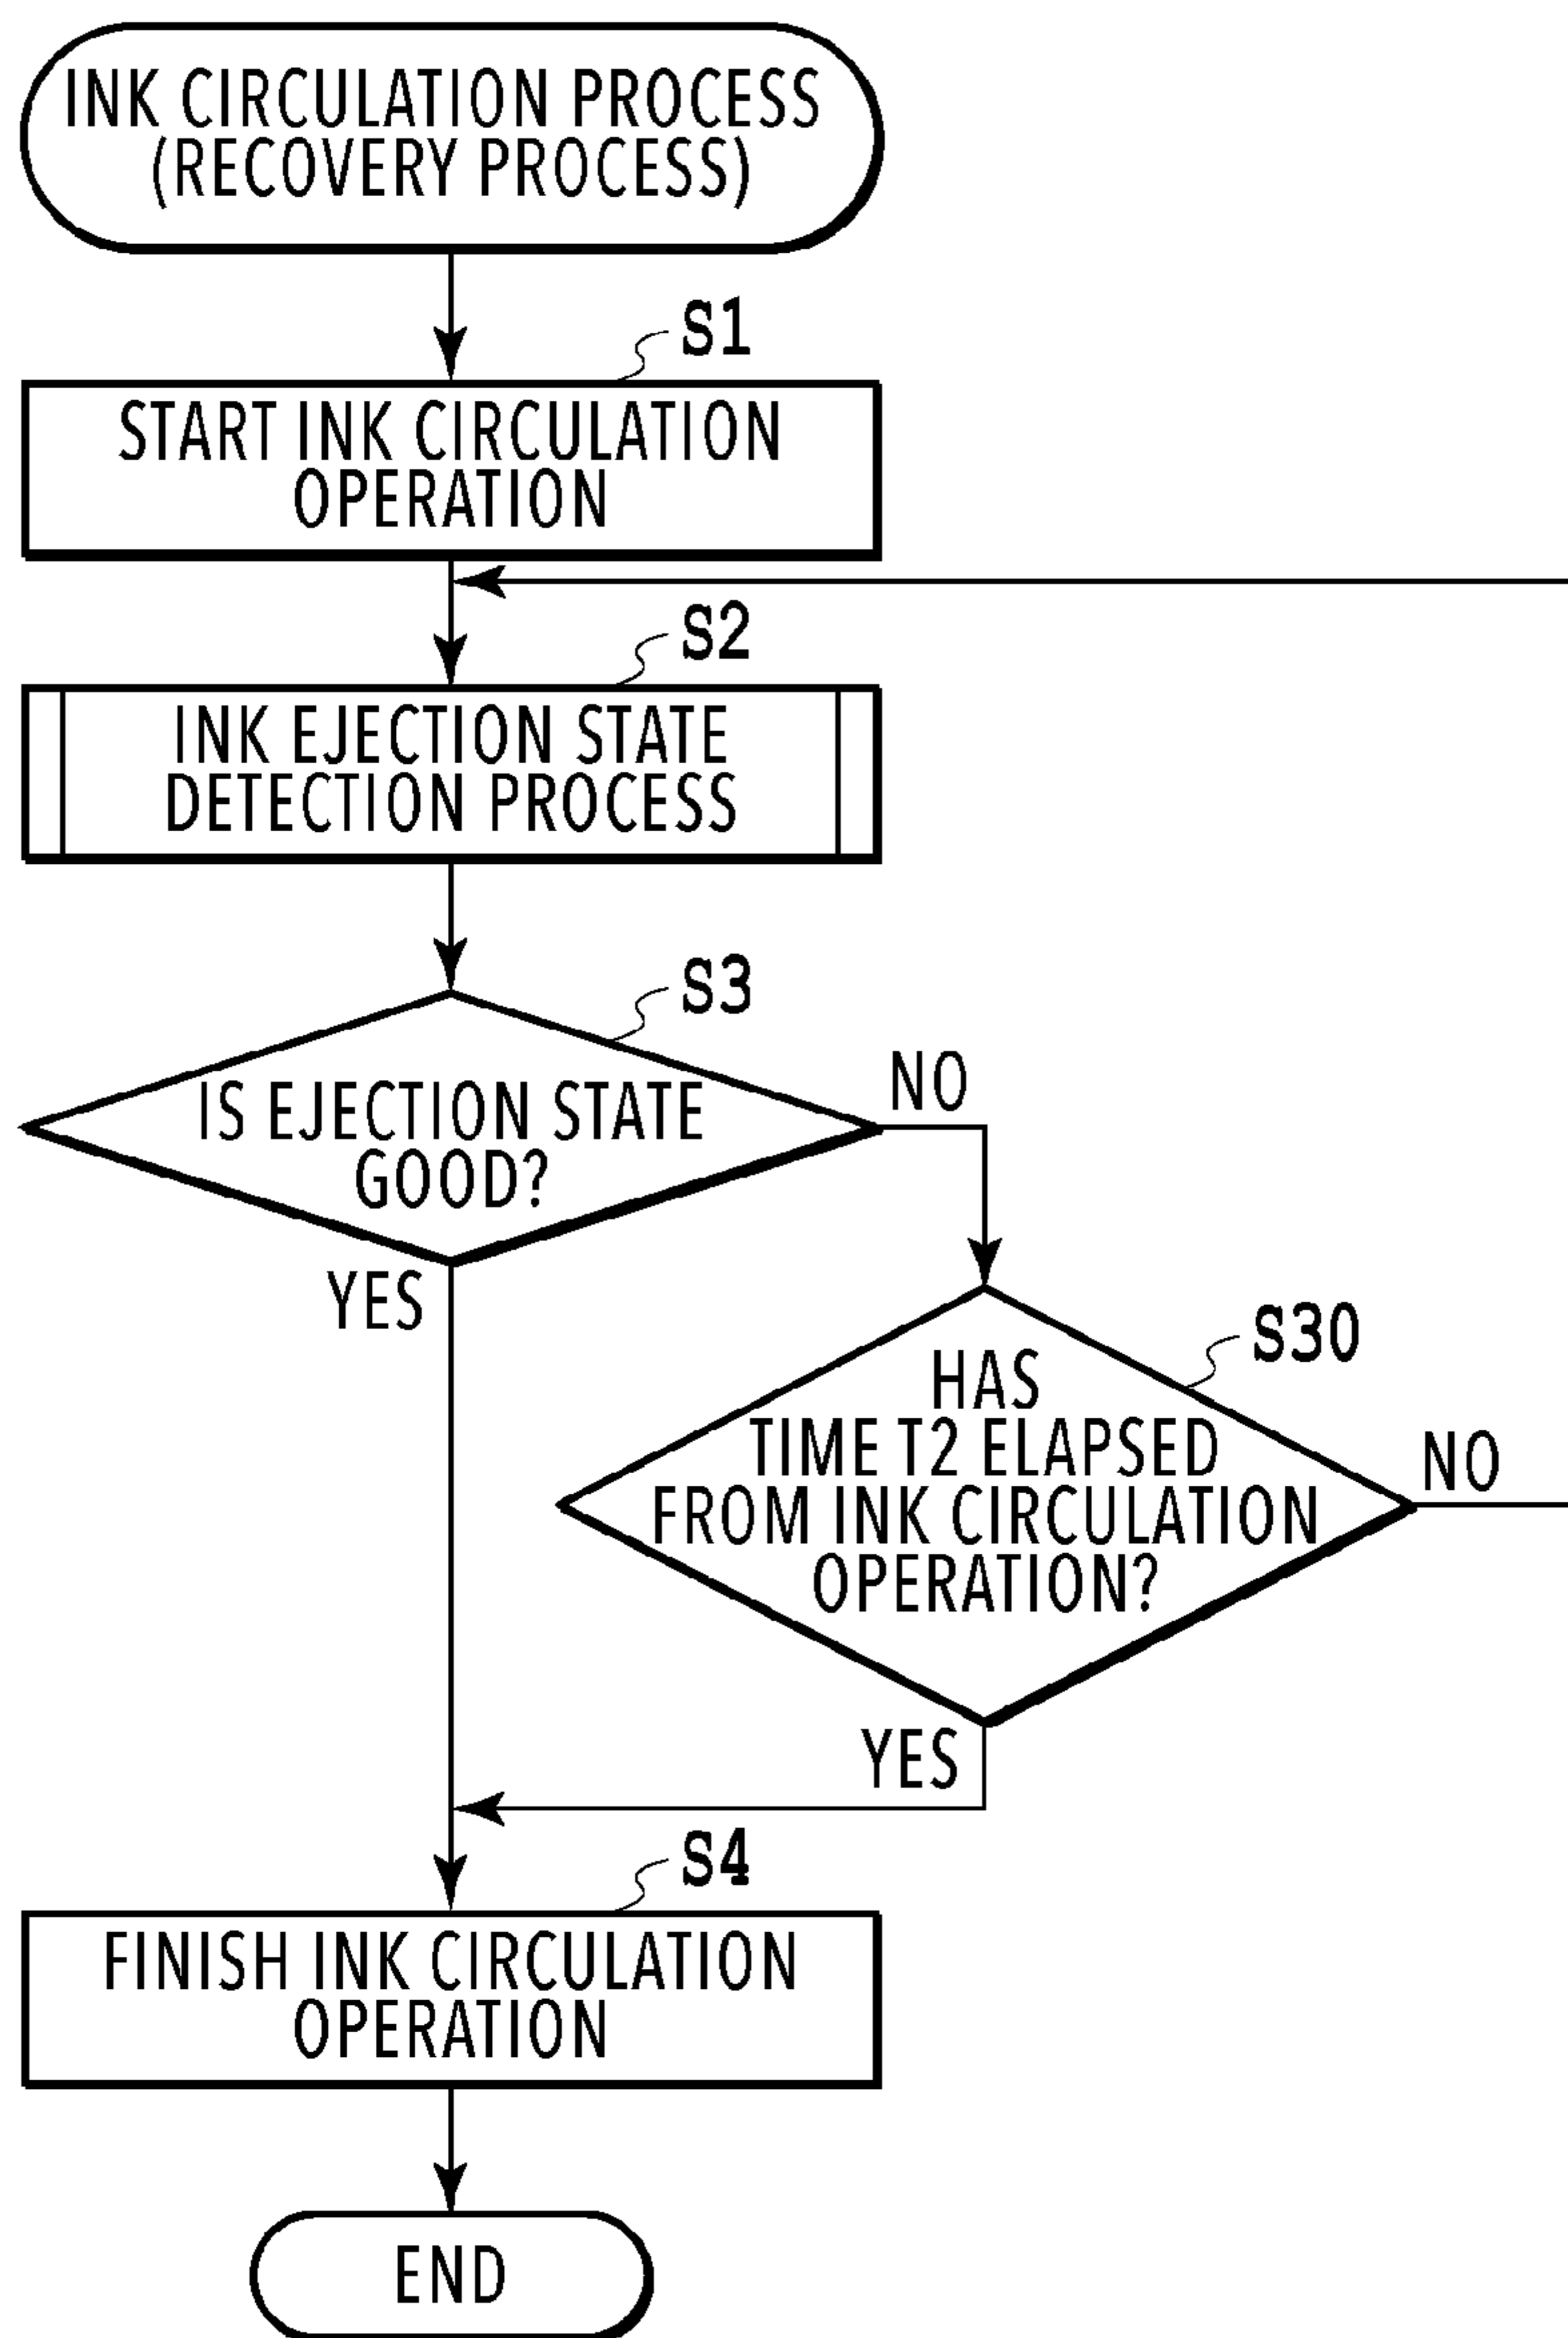 INK CIRCULATION PROCESS
(RECOVERY PROCESS)
S1
START INK CIRCULATION
OPERATION
S2
INK EJECTION STATE
DETECTION PROCESS
S3
IS EJECTION STATE
GOOD?
NO
YES
S30
HAS
TIME T2 ELAPSED
FROM INK CIRCULATION
OPERATION?
NO
YES
S4
FINISH INK CIRCULATION
OPERATION
END